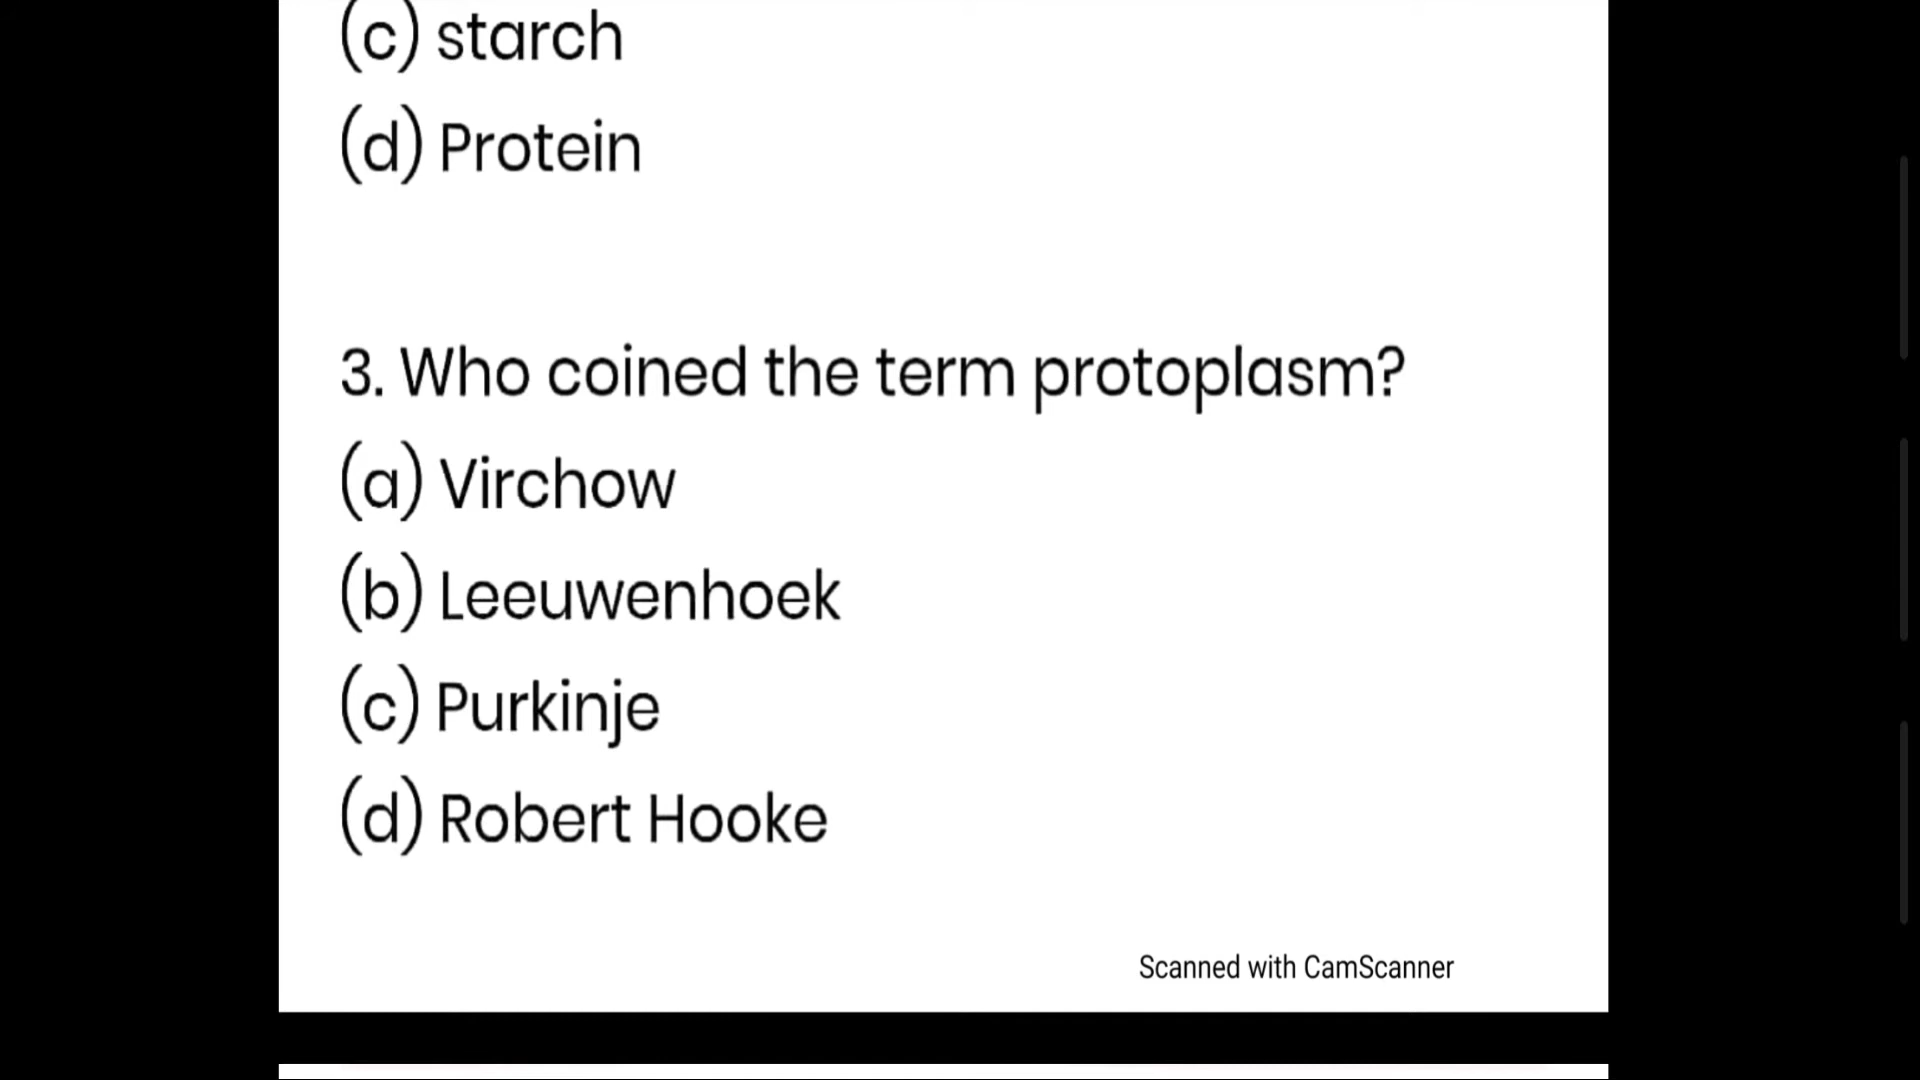 (c) starch
(d) Protein
3. Who coined the term protoplasm?
(a) Virchow
(b) Leeuwenhoek
(c) Purkinje
(d) Robert Hooke
Scanned with CamScanner